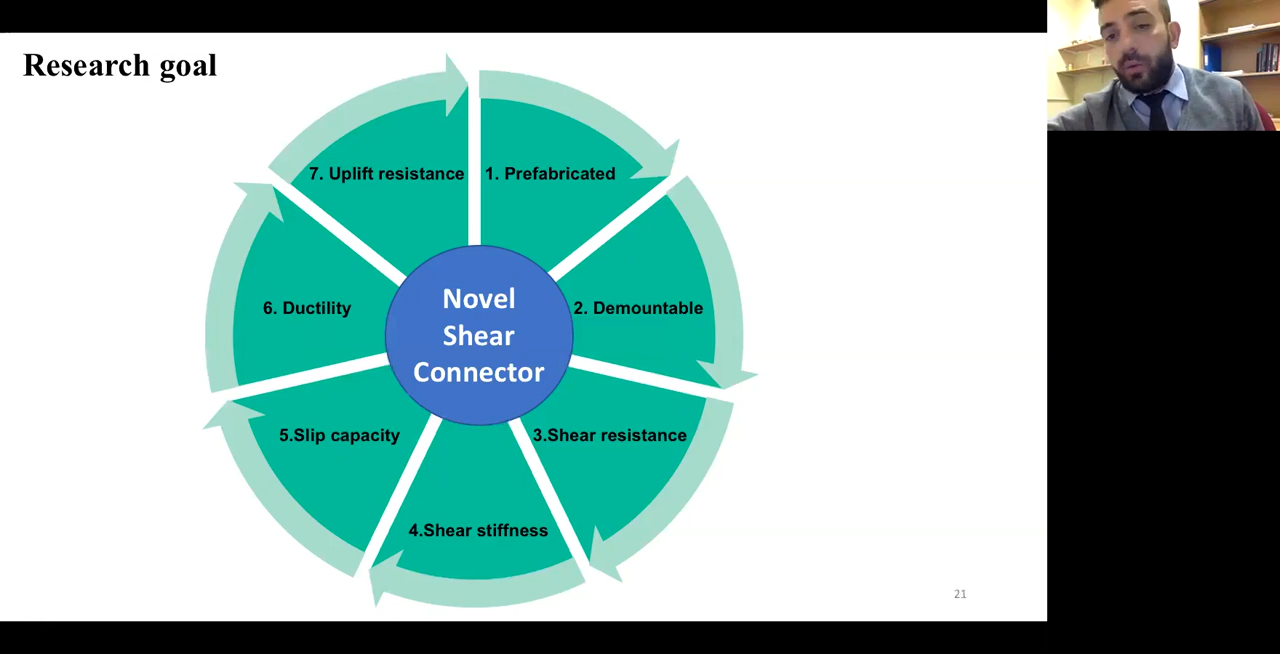 Research goal
7. Uplift resistance
1. Prefabricated
6. Ductility
2. Demountable
Novel
Shear
Connector
5.Slip capacity
3.Shear resistance
4.Shear stiffness
21